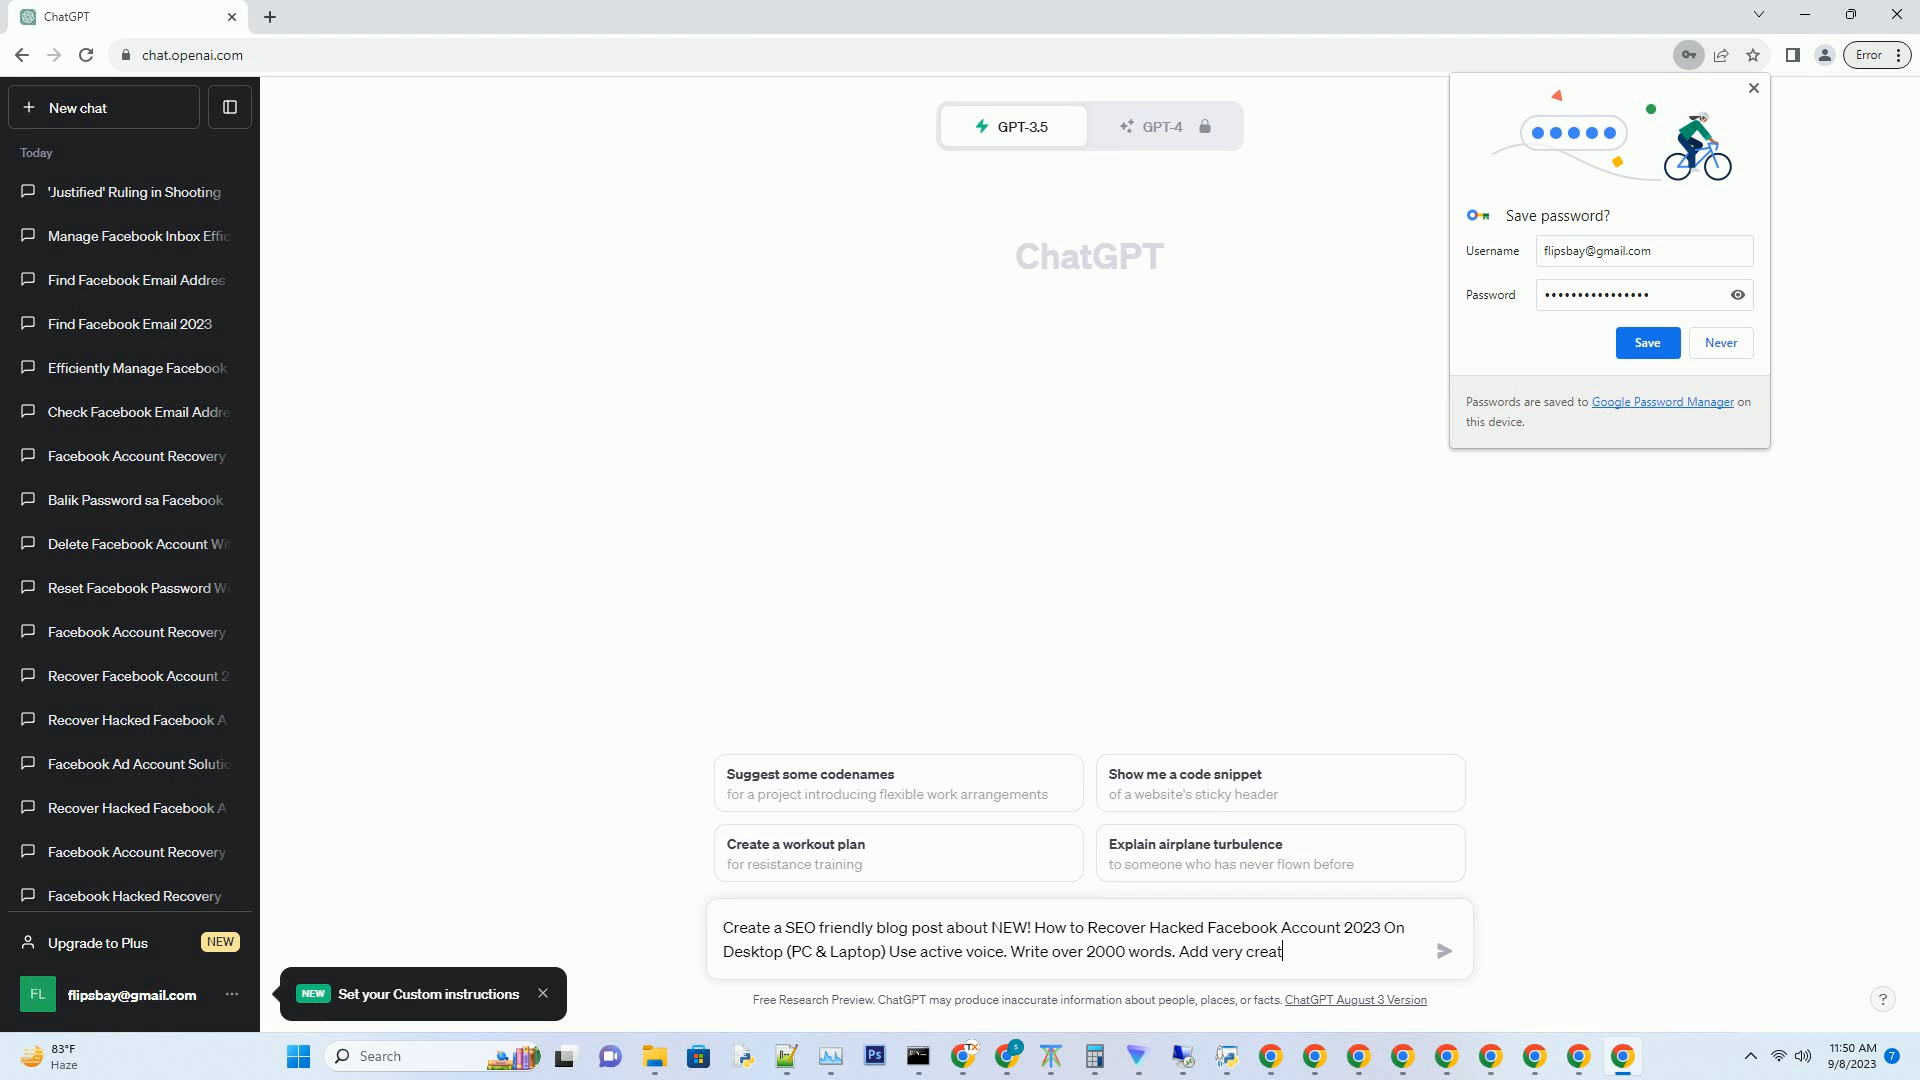 ChatGPT
chat.openai.com
Error
New chat
Today
'Justified' Ruling in Shooting
Manage Facebook Inbox Effic
Find Facebook Email Addres
Find Facebook Email 2023
Efficiently Manage Facebook
Check Facebook Email Addre
Facebook Account Recovery
Balik Password sa Facebook
Delete Facebook Account Wi
Reset Facebook Password W
Facebook Account Recovery
Recover Facebook Account 2
Recover Hacked Facebook A
Facebook Ad Account Solutio
Recover Hacked Facebook A
Facebook Account Recovery
Facebook Hacked Recovery
Upgrade to Plus NEW
FL flipsbay@gmail.com
GPT-3.5 GPT-4
ChatGPT
Save password?
Username flipsbay@gmail.com
Password ••••••••••••••••
Save Never
Passwords are saved to Google Password Manager on
this device.
Suggest some codenames
for a project introducing flexible work arrangements
Show me a code snippet
of a website's sticky header
Create a workout plan
for resistance training
Explain airplane turbulence
to someone who has never flown before
Create a SEO friendly blog post about NEW! How to Recover Hacked Facebook Account 2023 On
Desktop (PC & Laptop) Use active voice. Write over 2000 words. Add very creat
NEW Set your Custom instructions
Free Research Preview. ChatGPT may produce inaccurate information about people, places, or facts. ChatGPT August 3 Version
?
83°F
Haze
Search
Ps
TX
S
11:50 AM
9/8/2023
7